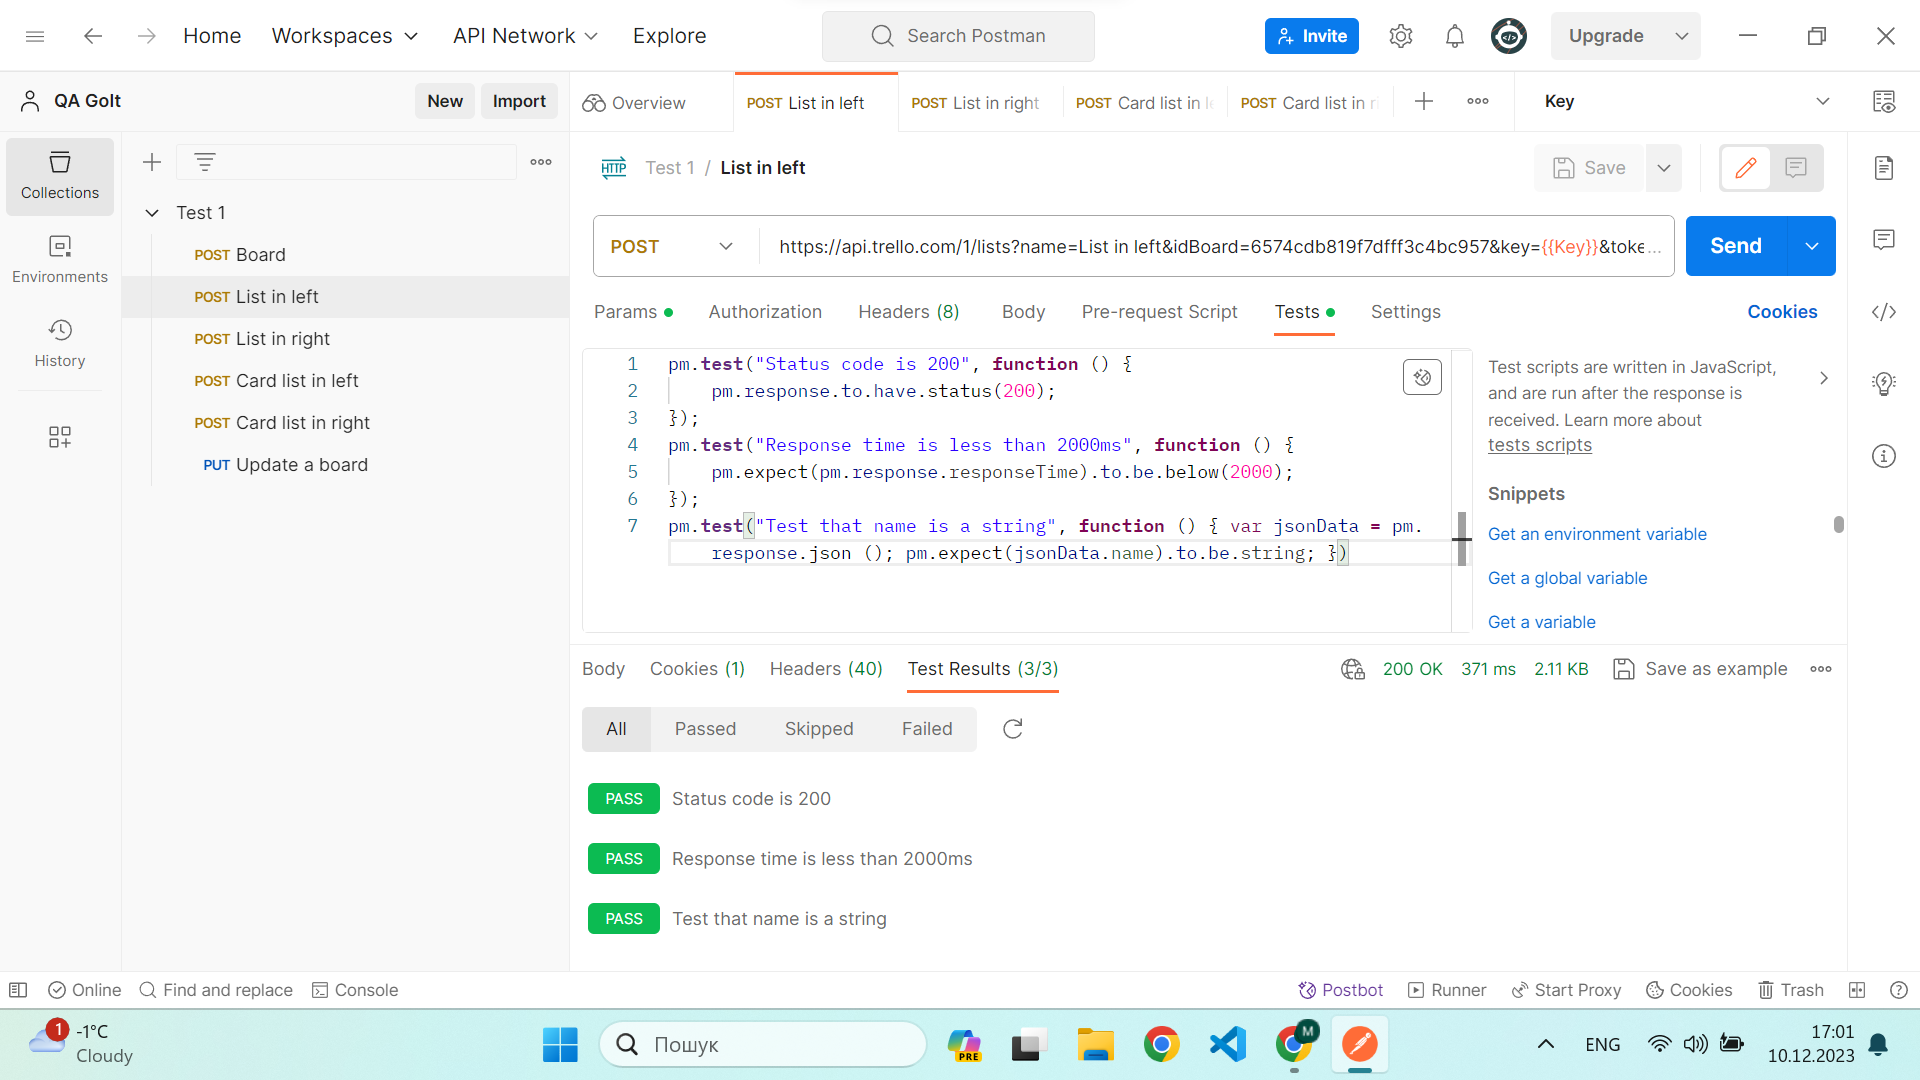 Home
Workspaces
API Network
Explore
Search Postman
Invite
Upgrade
QA GoIt
New
Import
Overview
POST List in left
POST List in right
POST Card list in l
POST Card list in r
Key
Collections
Environments
History
Test 1
POST Board
POST List in left
POST List in right
POST Card list in left
POST Card list in right
PUT Update a board
HTTP Test 1 / List in left
Save
POST
https://api.trello.com/1/lists?name=List in left&idBoard=6574cdb819f7dfff3c4bc957&key={{Key}}&toke...
Send
Params
Authorization
Headers (8)
Body
Pre-request Script
Tests
Settings
Cookies
1 pm.test("Status code is 200", function () {
2 pm.response.to.have.status(200);
3 });
4 pm.test("Response time is less than 2000ms", function () {
5 pm.expect(pm.response.responseTime).to.be.below(2000);
6 });
7 pm.test("Test that name is a string", function () { var jsonData = pm.
response.json (); pm.expect(jsonData.name).to.be.string; })
Test scripts are written in JavaScript,
and are run after the response is
received. Learn more about
tests scripts
Snippets
Get an environment variable
Get a global variable
Get a variable
Body
Cookies (1)
Headers (40)
Test Results (3/3)
200 OK
371 ms
2.11 KB
Save as example
All
Passed
Skipped
Failed
PASS Status code is 200
PASS Response time is less than 2000ms
PASS Test that name is a string
Online
Find and replace
Console
Postbot
Runner
Start Proxy
Cookies
Trash
1
-1°C
Cloudy
Пошук
PRE
M
ENG
17:01
10.12.2023